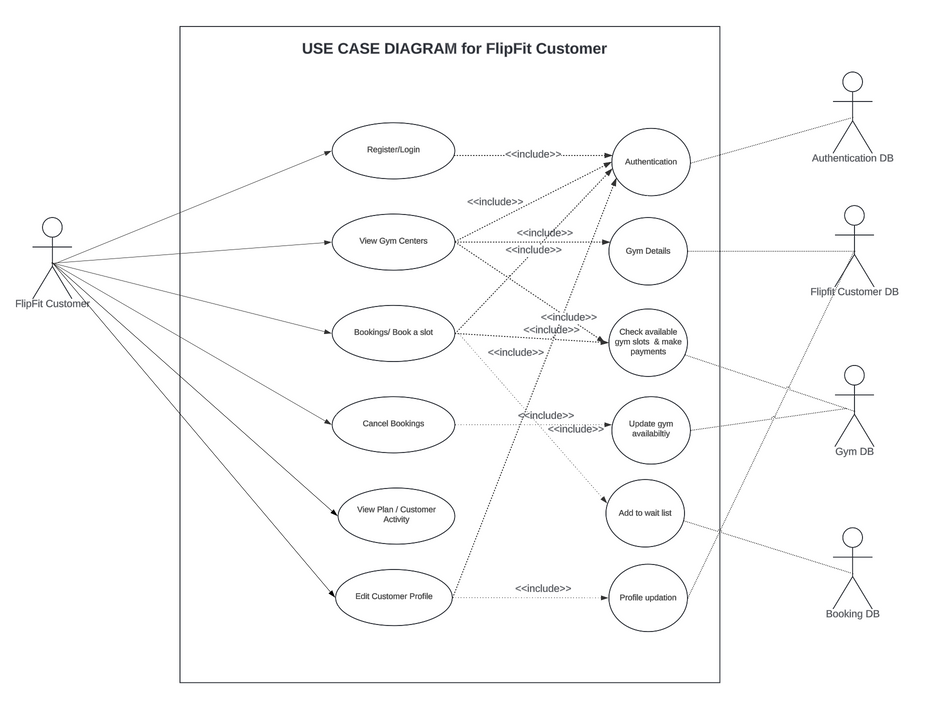 USE CASE DIAGRAM for FlipFit Customer
Register/Login
<<include>>
Authentication
Authentication DB
<<include>>
View Gym Centers
<<include>>
<<include>>
Gym Details
Flipfit Customer DB
FlipFit Customer
<<include>>
<<include>>
Bookings/ Book a slot
Check available
gym slots & make
payments
<<include>>
<<include>>
Cancel Bookings
<<include>>
Update gym
availabiltiy
Gym DB
View Plan / Customer
Activity
Add to wait list
<<include>>
Edit Customer Profile
Profile updation
Booking DB